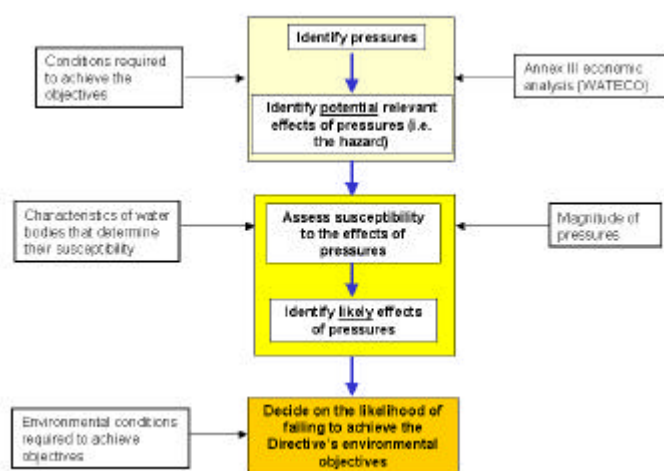 Identify pressures
Conditions required
to achieve the
objectives
Annex III economic
analysis (WATECO)
Identify potential relevant
effects of pressures (i.e.
the hazard)
Characteristics of water
bodies that determine
their susceptibility
Assess susceptibility
to the effects of
pressures
Magnitude of
pressures
Identify likely effects
of pressures
Environmental conditions
required to achieve
objectives
Decide on the likelihood of
failing to achieve the
Directive's environmental
objectives